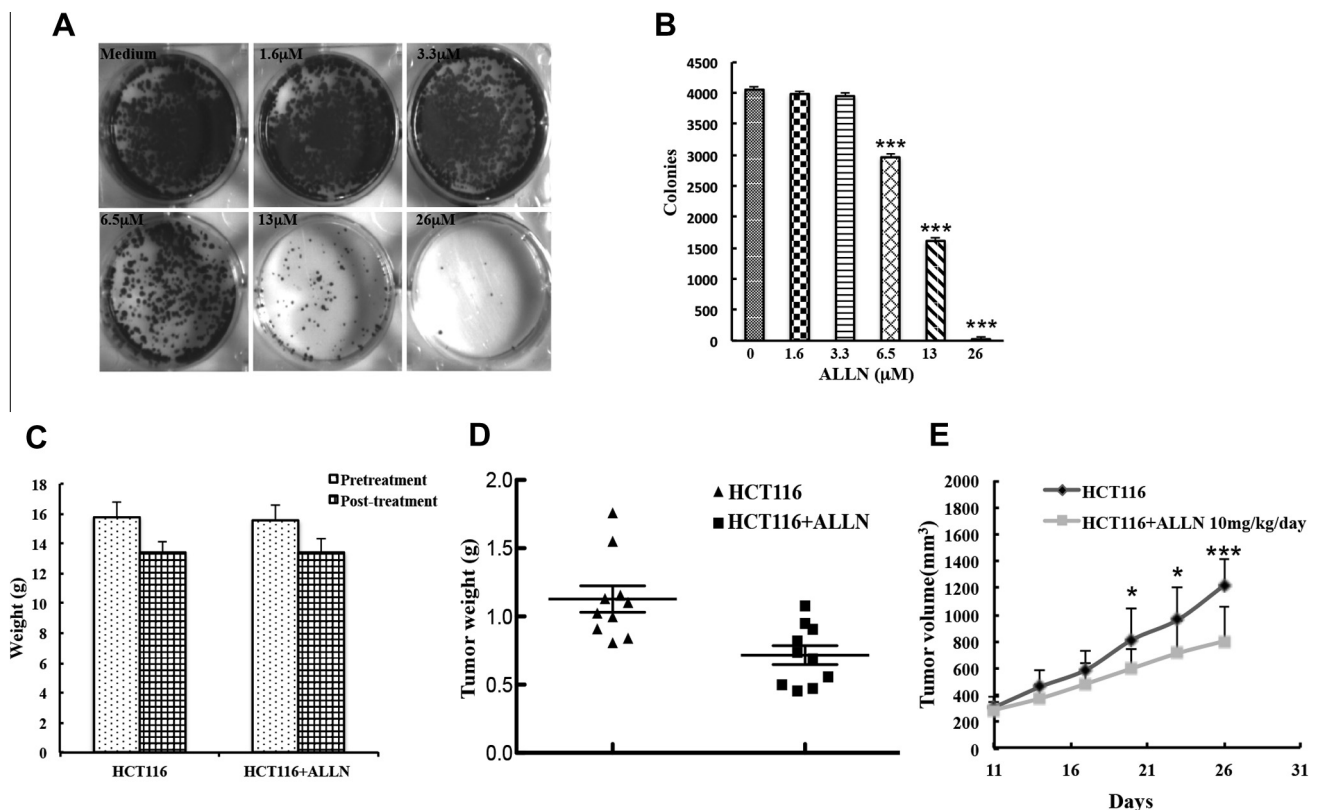 A
Medium 1.6µM 3.3µM
6.5µM 13µM 26µM
B
4500
4000
3500
3000
2500
2000
1500
1000
500
0
Colonies
***
***
***
0 1.6 3.3 6.5 13 26
ALLN (µM)
C
18
16
14
12
10
8
6
4
2
0
Weight (g)
Pretreatment
Post-treatment
HCT116 HCT116+ALLN
D
2.0
1.5
1.0
0.5
0.0
Tumor weight (g)
HCT116
HCT116+ALLN
E
2000
1800
1600
1400
1200
1000
800
600
400
200
0
Tumor volume(mm³)
HCT116
HCT116+ALLN 10mg/kg/day
*
*
***
11 16 21 26 31
Days